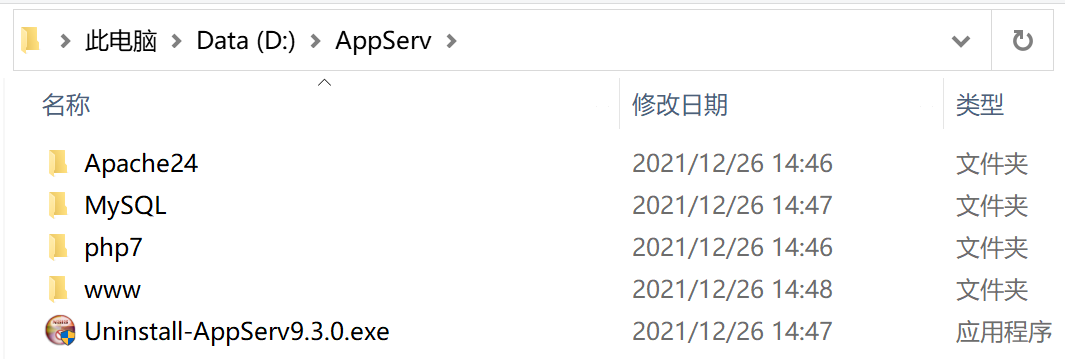 此电脑 Data (D:) AppServ
名称 修改日期 类型
Apache24 2021/12/26 14:46 文件夹
MySQL 2021/12/26 14:47 文件夹
php7 2021/12/26 14:46 文件夹
www 2021/12/26 14:48 文件夹
Uninstall-AppServ9.3.0.exe 2021/12/26 14:47 应用程序